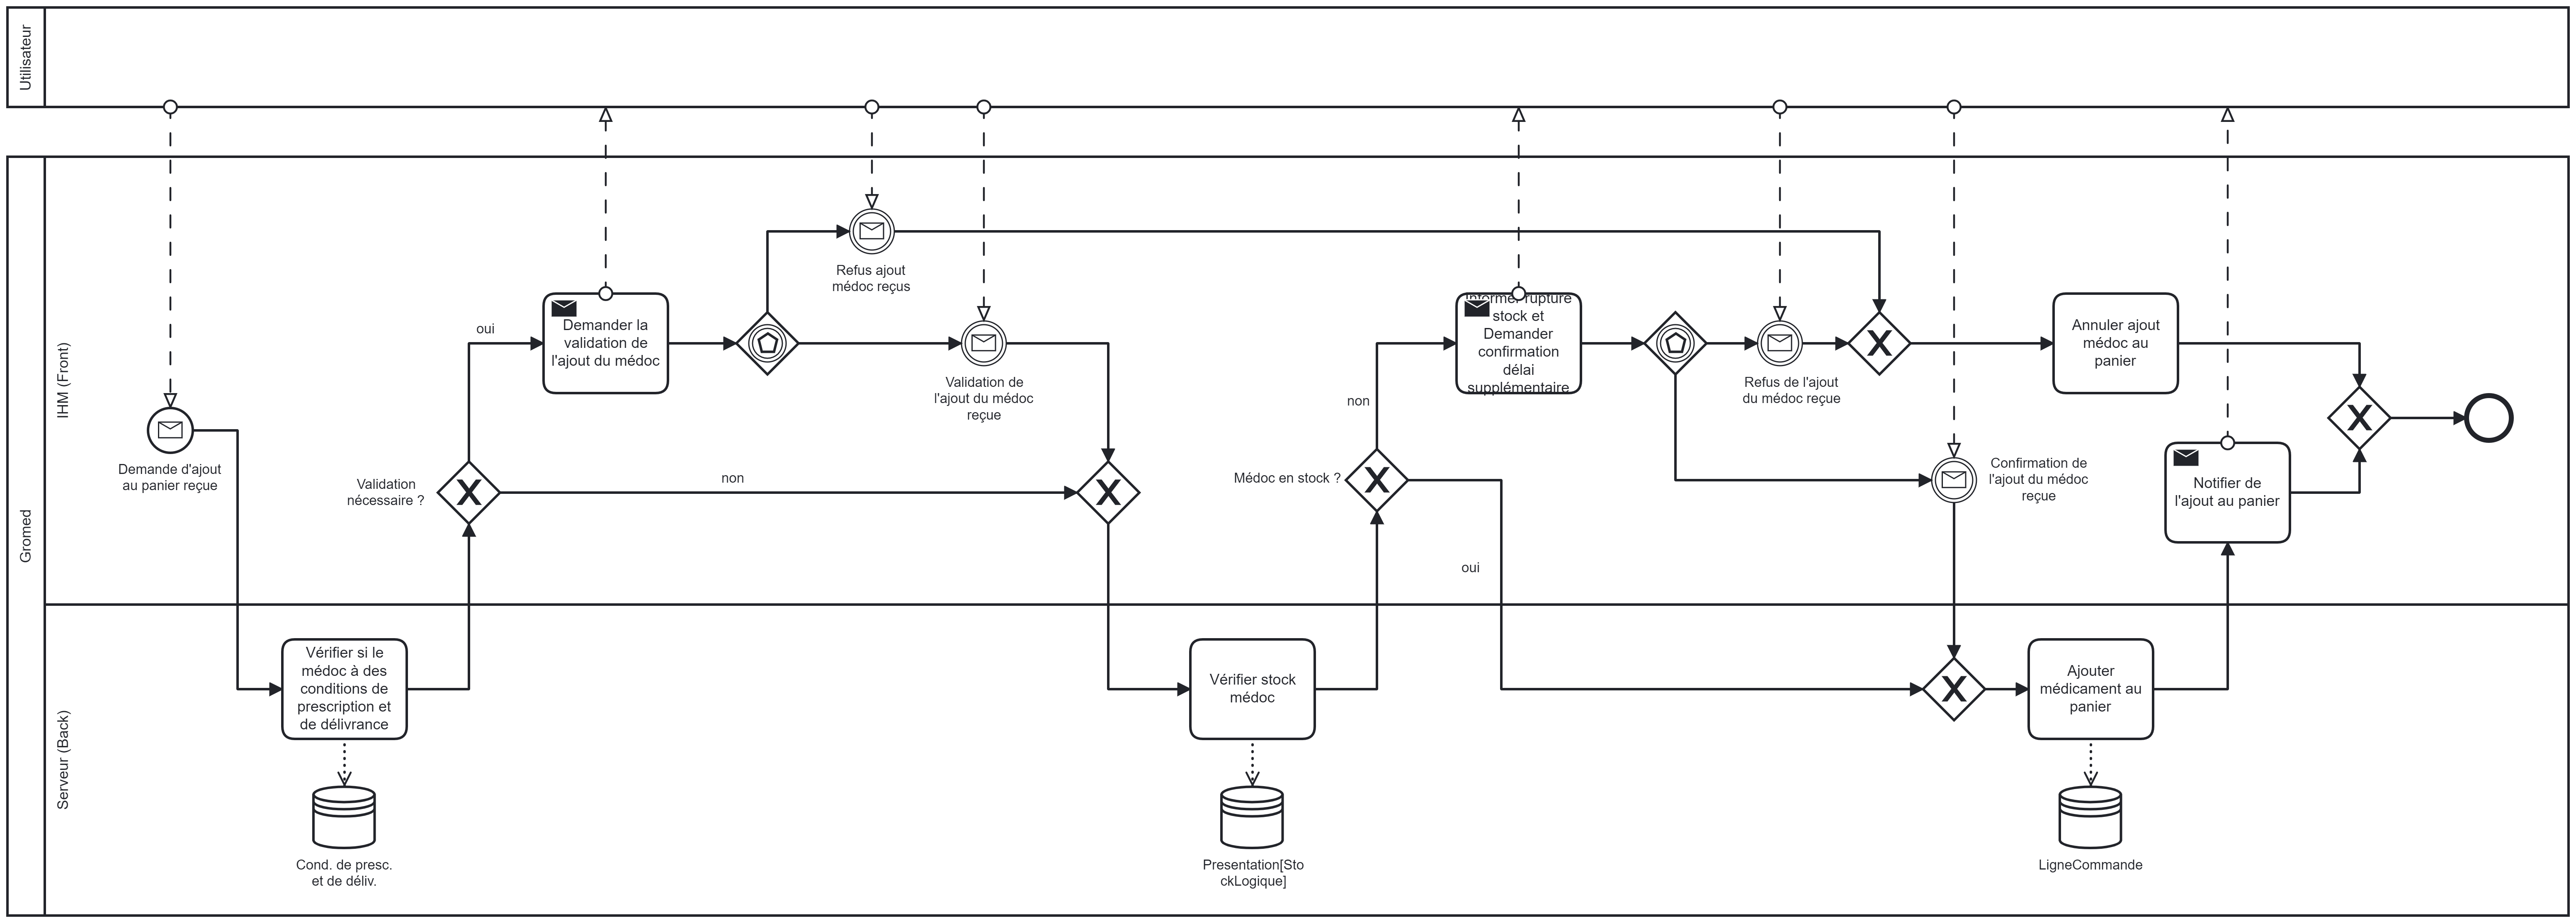 Utilisateur
Gromed
IHM (Front)
Serveur (Back)
Demande d'ajout
au panier reçue
Vérifier si le
médoc à des
conditions de
prescription et
de délivrance
Cond. de presc.
et de déliv.
Validation
nécessaire ?
oui
non
Demander la
validation de
l'ajout du médoc
Refus ajout
médoc reçus
Validation de
l'ajout du médoc
reçue
Vérifier stock
médoc
Presentation[Sto
ckLogique]
Médoc en stock ?
non
oui
Informer rupture
stock et
Demander
confirmation
délai
supplémentaire
Refus de l'ajout
du médoc reçue
Confirmation de
l'ajout du médoc
reçue
Annuler ajout
médoc au
panier
Ajouter
médicament au
panier
LigneCommande
Notifier de
l'ajout au panier